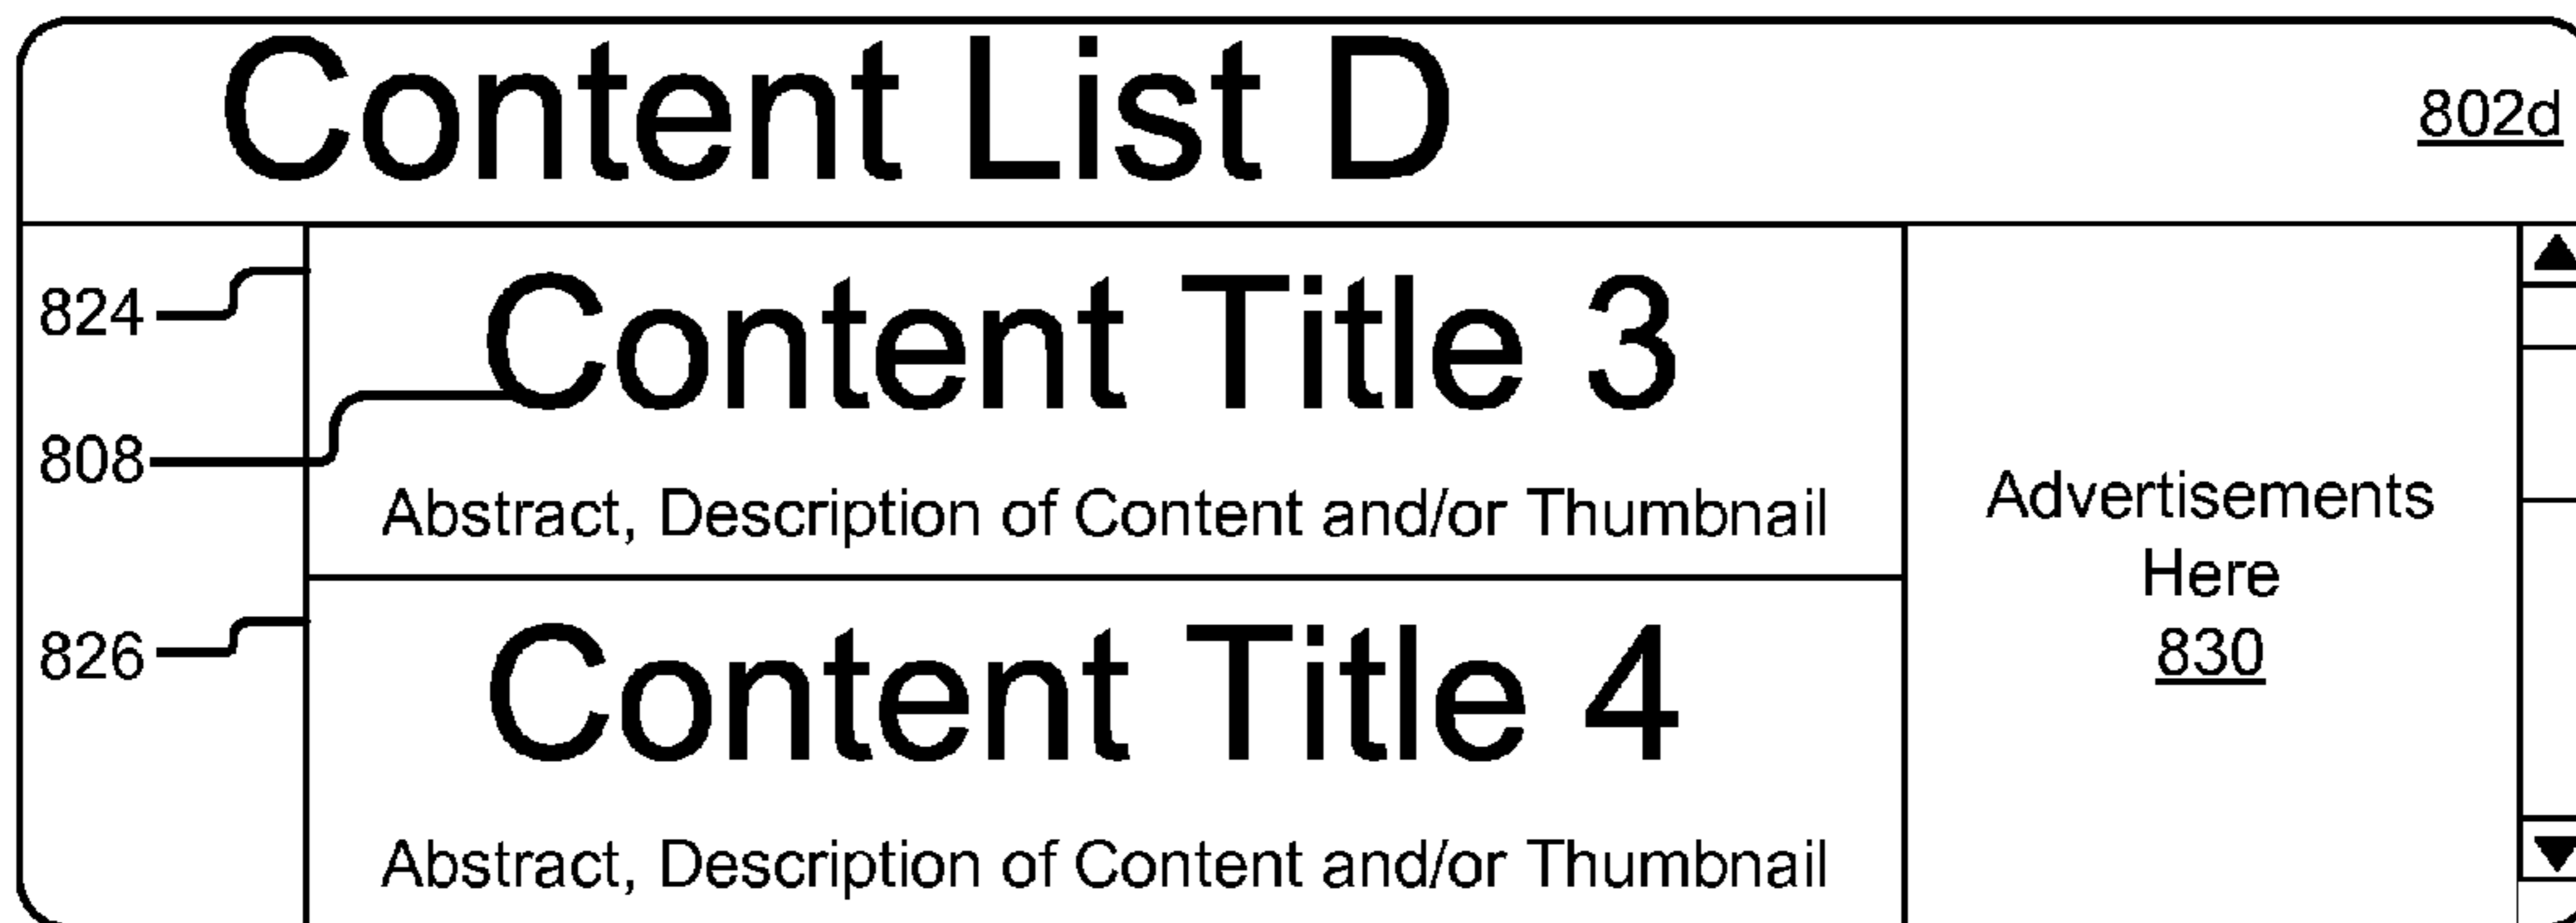 Content List D
802d
824
Content Title 3
808
Abstract, Description of Content and/or Thumbnail
826
Content Title 4
Abstract, Description of Content and/or Thumbnail
Advertisements
Here
830